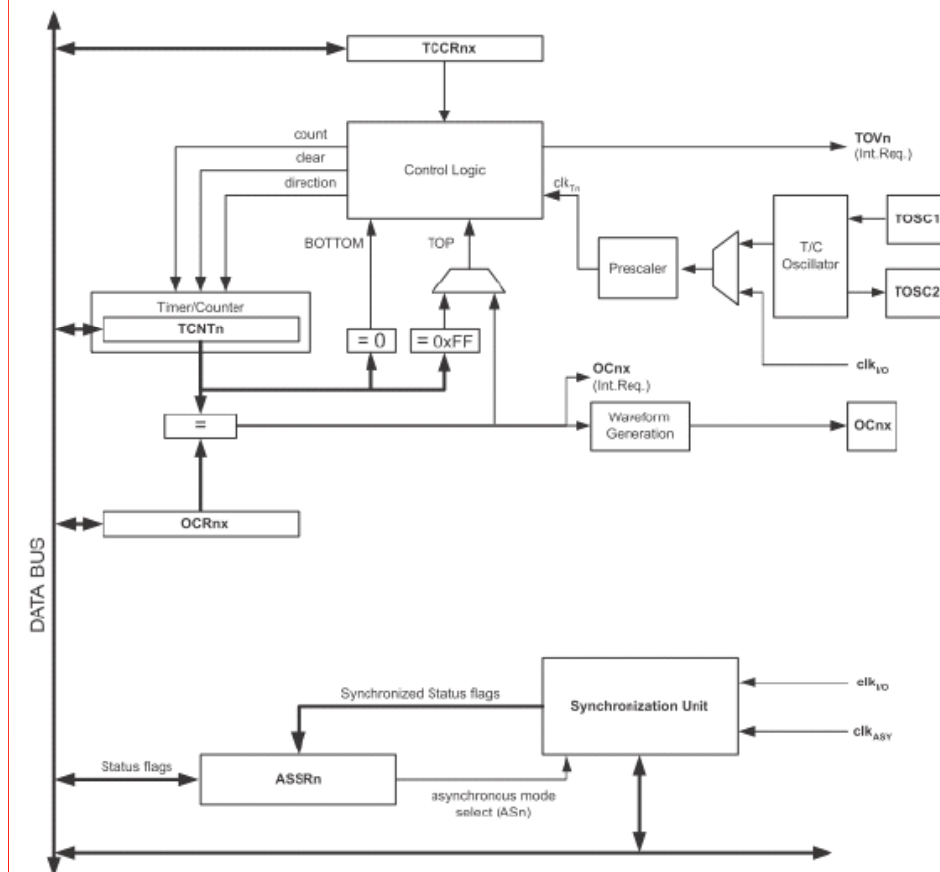 TCCRnx
count
clear
direction
Control Logic
TOVn
(Int.Req.)
clkTn
BOTTOM
TOP
TOSC1
T/C
Oscillator
Prescaler
TOSC2
Timer/Counter
TCNTn
= 0
= 0xFF
clkI/O
OCnx
(Int.Req.)
=
Waveform
Generation
OCnx
OCRnx
DATA BUS
Synchronized Status flags
Synchronization Unit
clkI/O
clkASY
Status flags
ASSRn
asynchronous mode
select (ASn)